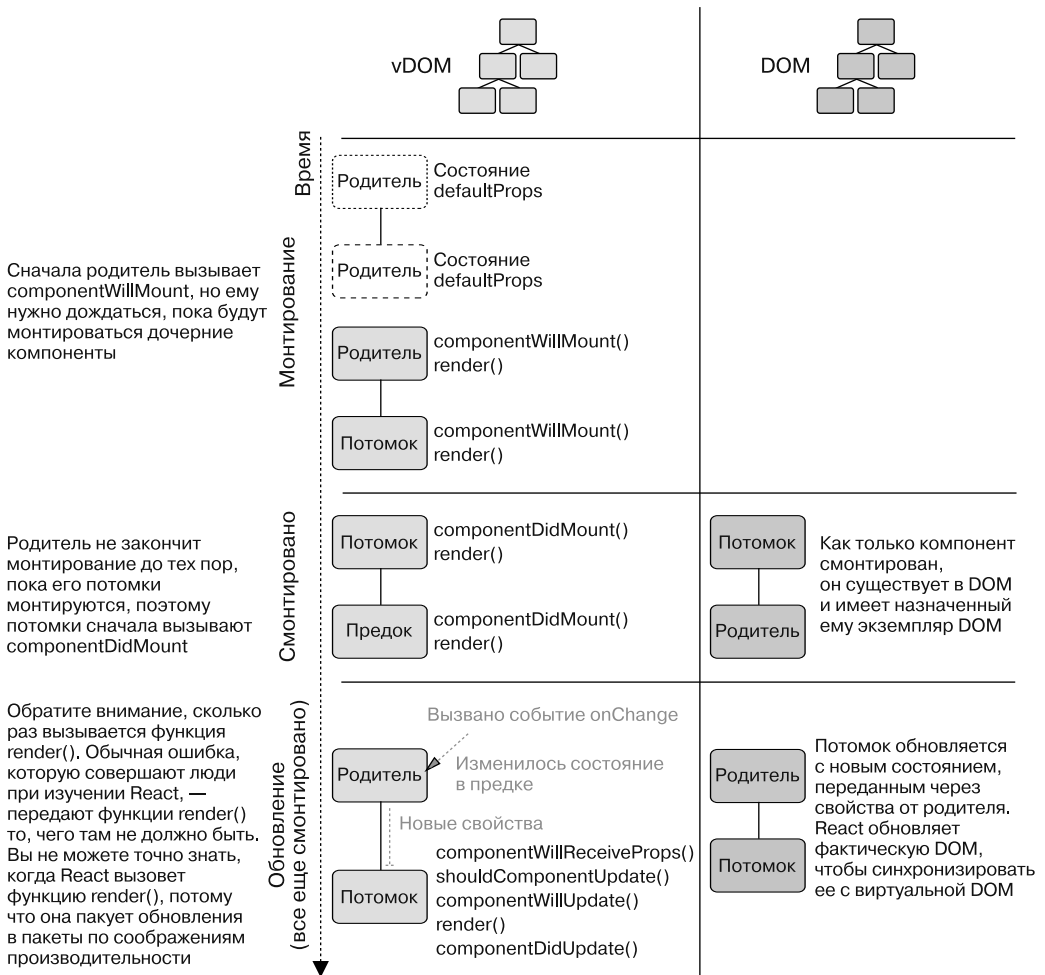 vDOM
DOM
Время
Родитель
Состояние
defaultProps
Родитель
Состояние
defaultProps
Монтирование
Сначала родитель вызывает
componentWillMount, но ему
нужно дождаться, пока будут
монтироваться дочерние
компоненты
Родитель
componentWillMount()
render()
Потомок
componentWillMount()
render()
Родитель не закончит
монтирование до тех пор,
пока его потомки
монтируются, поэтому
потомки сначала вызывают
componentDidMount
Смонтировано
Потомок
componentDidMount()
render()
Предок
componentDidMount()
render()
Потомок
Родитель
Как только компонент
смонтирован,
он существует в DOM
и имеет назначенный
ему экземпляр DOM
Обратите внимание, сколько
раз вызывается функция
render(). Обычная ошибка,
которую совершают люди
при изучении React, —
передают функции render()
то, чего там не должно быть.
Вы не можете точно знать,
когда React вызовет
функцию render(), потому
что она пакует обновления
в пакеты по соображениям
производительности
Обновление
(все еще смонтировано)
Вызвано событие onChange
Родитель
Изменилось состояние
в предке
Новые свойства
Потомок
componentWillReceiveProps()
shouldComponentUpdate()
componentWillUpdate()
render()
componentDidUpdate()
Родитель
Потомок
Потомок обновляется
с новым состоянием,
переданным через
свойства от родителя.
React обновляет
фактическую DOM,
чтобы синхронизировать
ее с виртуальной DOM